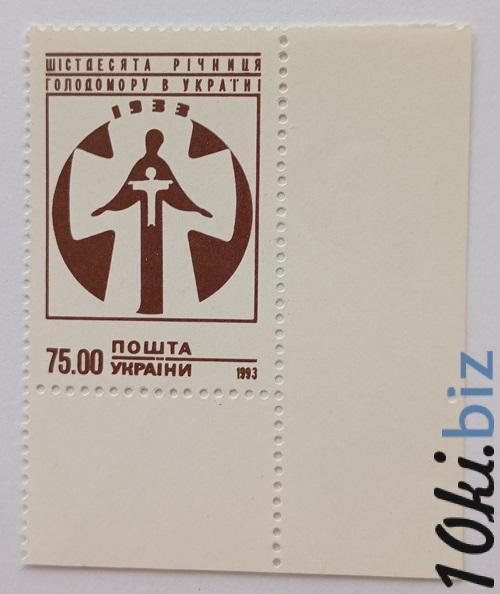 ШІСТДЕСЯТА РІЧНИЦЯ
ГОЛОДОМОРУ В УКРАЇНІ
1933
75.00 ПОШТА
УКРАЇНИ 1993
10ki.biz